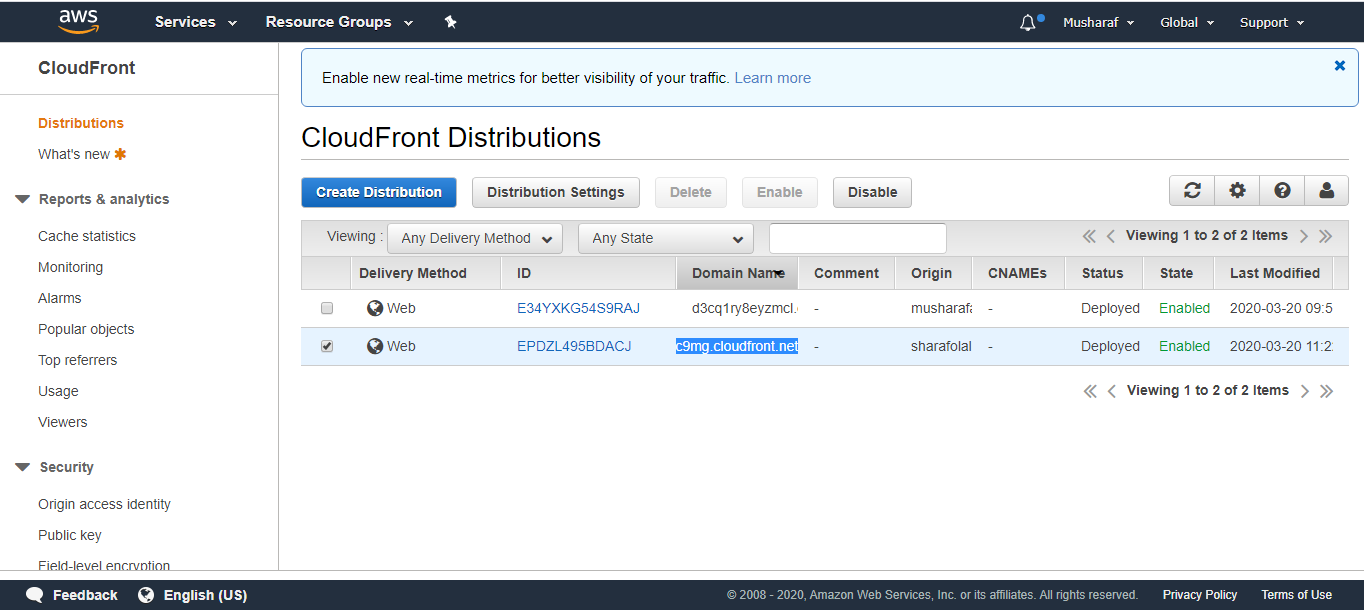 aws Services Resource Groups Musharaf Global Support
CloudFront
Enable new real-time metrics for better visibility of your traffic. Learn more
Distributions
What's new
Reports & analytics
Cache statistics
Monitoring
Alarms
Popular objects
Top referrers
Usage
Viewers
Security
Origin access identity
Public key
Field-level encryption
CloudFront Distributions
Create Distribution Distribution Settings Delete Enable Disable
Viewing : Any Delivery Method Any State Viewing 1 to 2 of 2 Items
Delivery Method ID Domain Name Comment Origin CNAMEs Status State Last Modified
Web E34YXKG54S9RAJ d3cq1ry8eyzmcl. - musharafa - Deployed Enabled 2020-03-20 09:5
Web EPDZL495BDACJ c9mg.cloudfront.net - sharafolal - Deployed Enabled 2020-03-20 11:2
Viewing 1 to 2 of 2 Items
Feedback English (US) © 2008 - 2020, Amazon Web Services, Inc. or its affiliates. All rights reserved. Privacy Policy Terms of Use